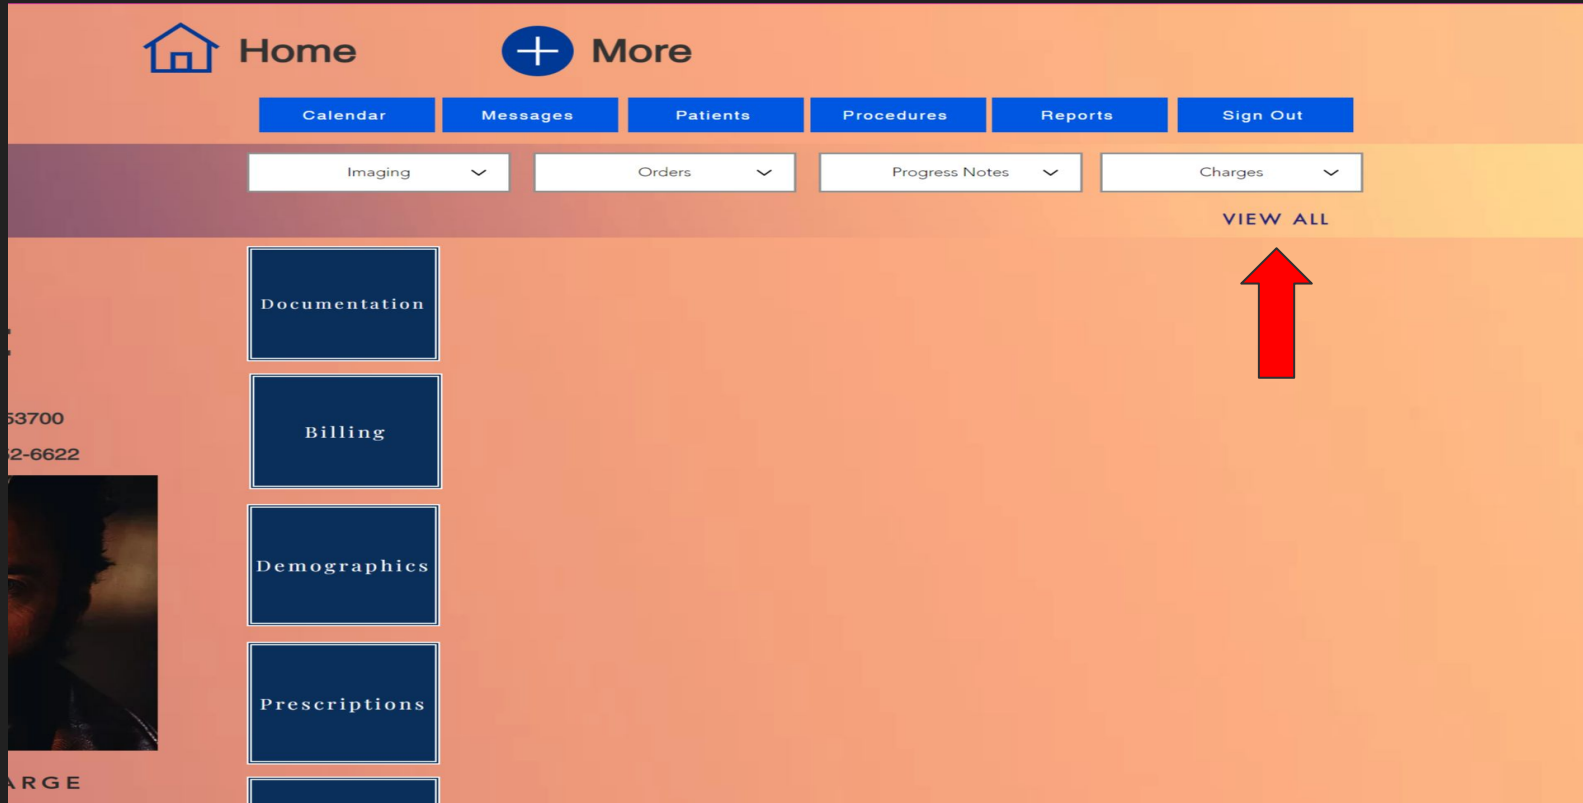 Home
More
Calendar Messages Patients Procedures Reports Sign Out
Imaging Orders Progress Notes Charges
VIEW ALL
Documentation
53700
Billing
2-6622
Demographics
Prescriptions
ARGE